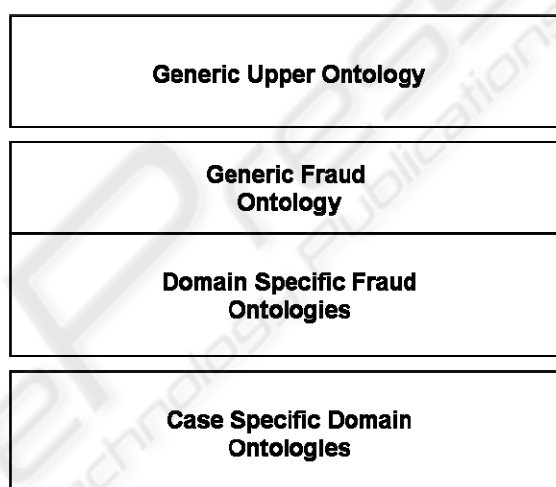 Generic Upper Ontology
Generic Fraud
Ontology
Domain Specific Fraud
Ontologies
Case Specific Domain
Ontologies